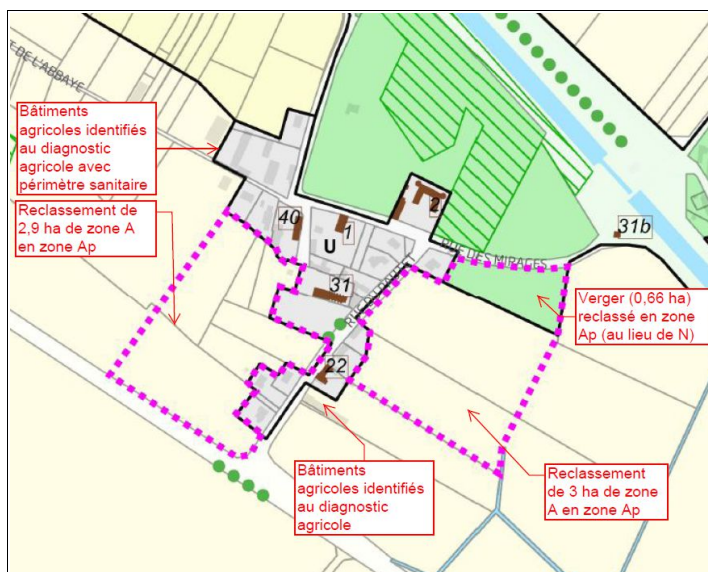 T DE L'ABBAYE
Bâtiments
agricoles identifiés
au diagnostic
agricole avec
périmètre sanitaire
Reclassement de
2,9 ha de zone A
en zone Ap
40
1
2
U
31
22
31b
RUE DES MIRAGES
Verger (0,66 ha)
reclassé en zone
Ap (au lieu de N)
Bâtiments
agricoles identifiés
au diagnostic
agricole
Reclassement
de 3 ha de zone
A en zone Ap